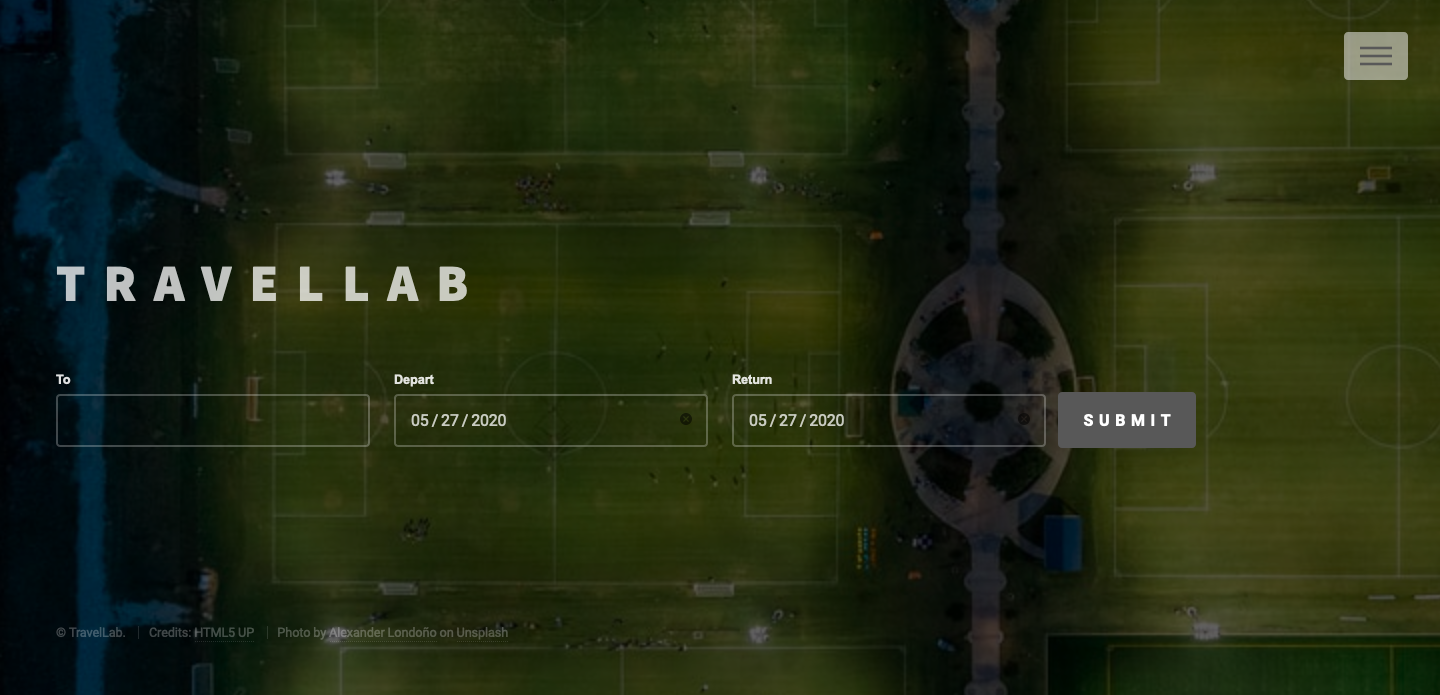 TRAVELLAB
To
Depart
Return
05/27/2020
05/27/2020
SUBMIT
© TravelLab. Credits: HTML5 UP Photo by Alexander Londoño on Unsplash